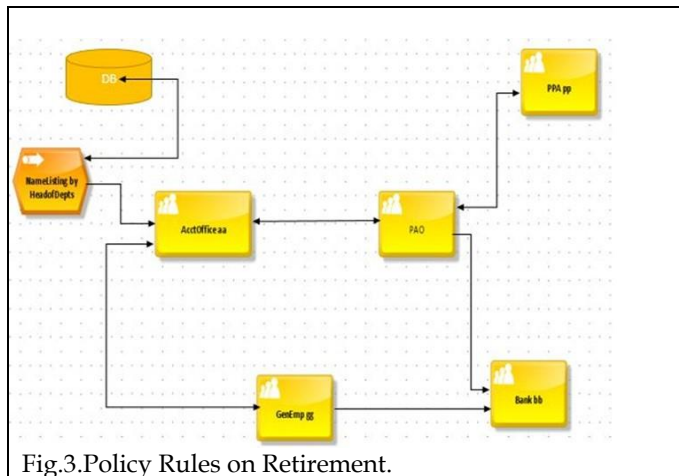 DB
PPA pp
NameListing by
HeadofDepts
AcctOffice aa
PAO
GenEmp gg
Bank bb
Fig.3.Policy Rules on Retirement.